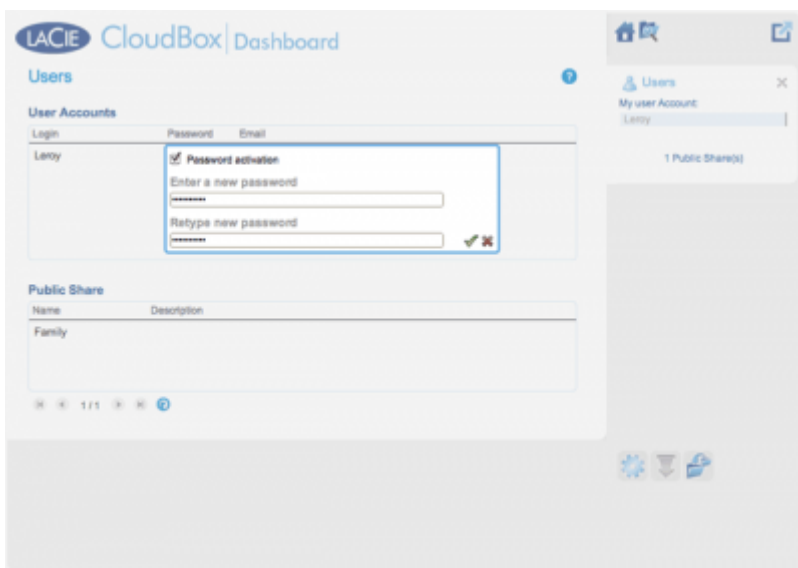 LACIE CloudBox Dashboard
Users
User Accounts
Login Password Email
Leroy
Password activation
Enter a new password
Retype new password
Public Share
Name Description
Family
1/1
Users
My user Account:
Leroy
1 Public Share(s)